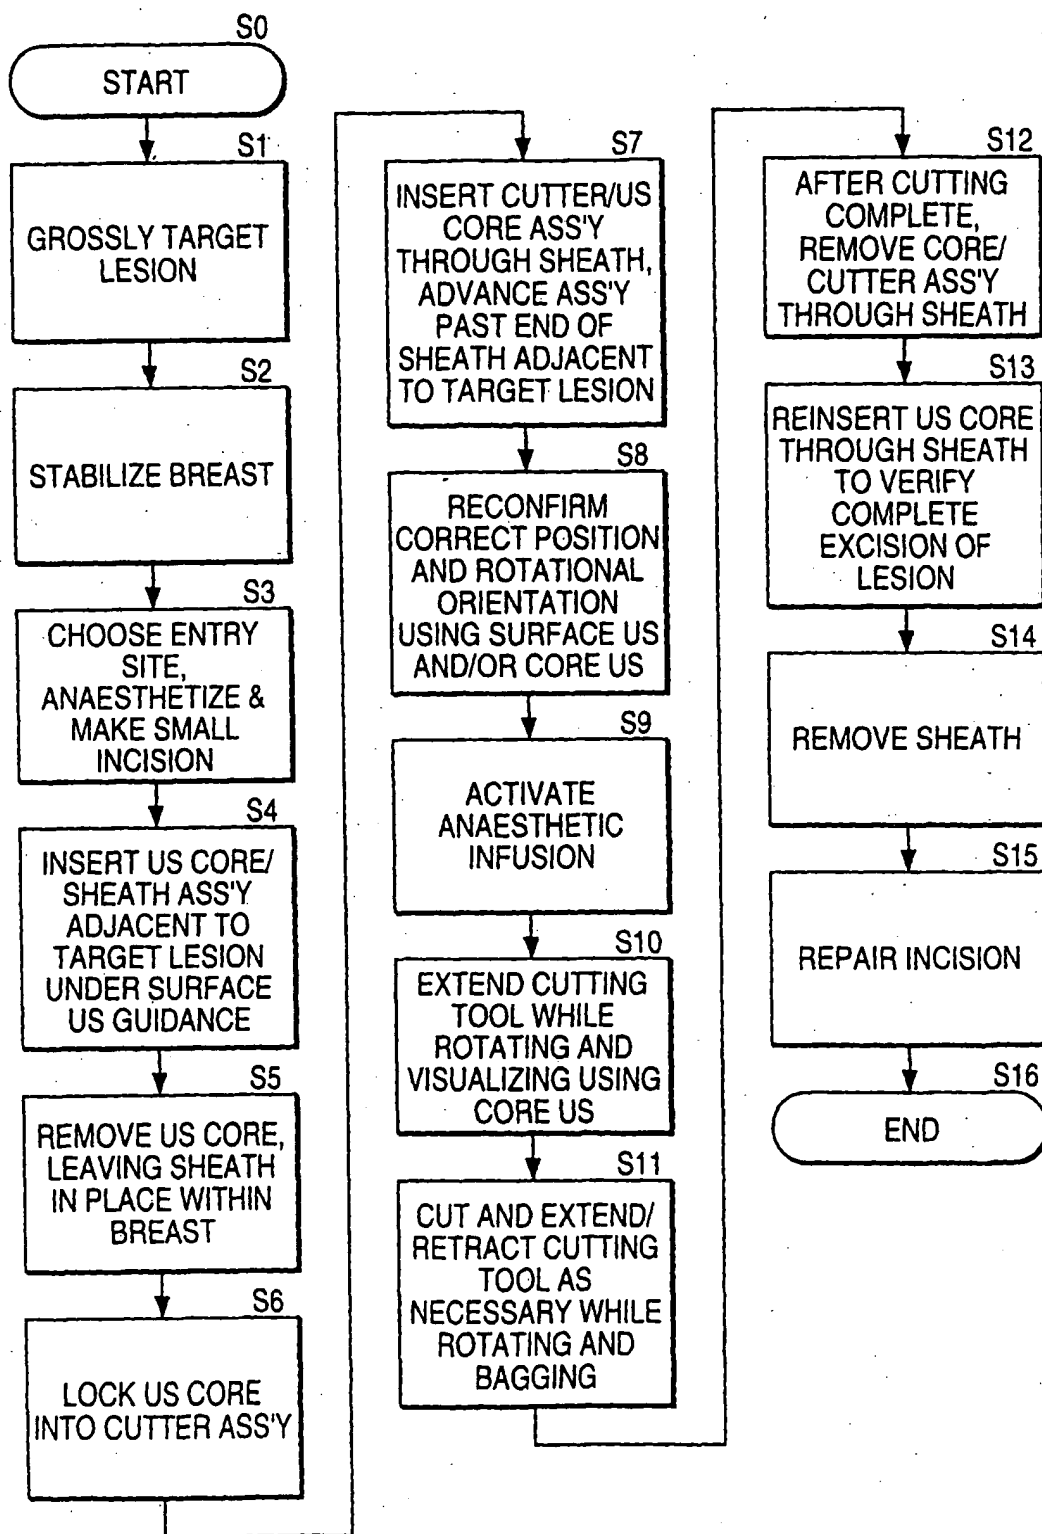 S0
START
S1
GROSSLY TARGET
LESION
S2
STABILIZE BREAST
S3
CHOOSE ENTRY
SITE,
ANAESTHETIZE &
MAKE SMALL
INCISION
S4
INSERT US CORE/
SHEATH ASS'Y
ADJACENT TO
TARGET LESION
UNDER SURFACE
US GUIDANCE
S5
REMOVE US CORE,
LEAVING SHEATH
IN PLACE WITHIN
BREAST
S6
LOCK US CORE
INTO CUTTER ASS'Y
S7
INSERT CUTTER/US
CORE ASS'Y
THROUGH SHEATH,
ADVANCE ASS'Y
PAST END OF
SHEATH ADJACENT
TO TARGET LESION
S8
RECONFIRM
CORRECT POSITION
AND ROTATIONAL
ORIENTATION
USING SURFACE US
AND/OR CORE US
S9
ACTIVATE
ANAESTHETIC
INFUSION
S10
EXTEND CUTTING
TOOL WHILE
ROTATING AND
VISUALIZING USING
CORE US
S11
CUT AND EXTEND/
RETRACT CUTTING
TOOL AS
NECESSARY WHILE
ROTATING AND
BAGGING
S12
AFTER CUTTING
COMPLETE,
REMOVE CORE/
CUTTER ASS'Y
THROUGH SHEATH
S13
REINSERT US CORE
THROUGH SHEATH
TO VERIFY
COMPLETE
EXCISION OF
LESION
S14
REMOVE SHEATH
S15
REPAIR INCISION
S16
END